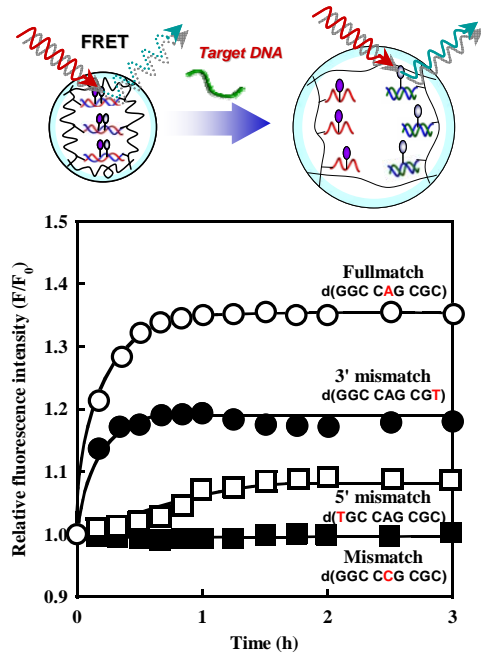 FRET
Target DNA
1.5
1.4
1.3
1.2
1.1
1.0
0.9
Relative fluorescence intensity (F/F0)
Fullmatch
d(GGC CAG CGC)
3' mismatch
d(GGC CAG CGT)
5' mismatch
d(TGC CAG CGC)
Mismatch
d(GGC CCG CGC)
0 1 2 3
Time (h)